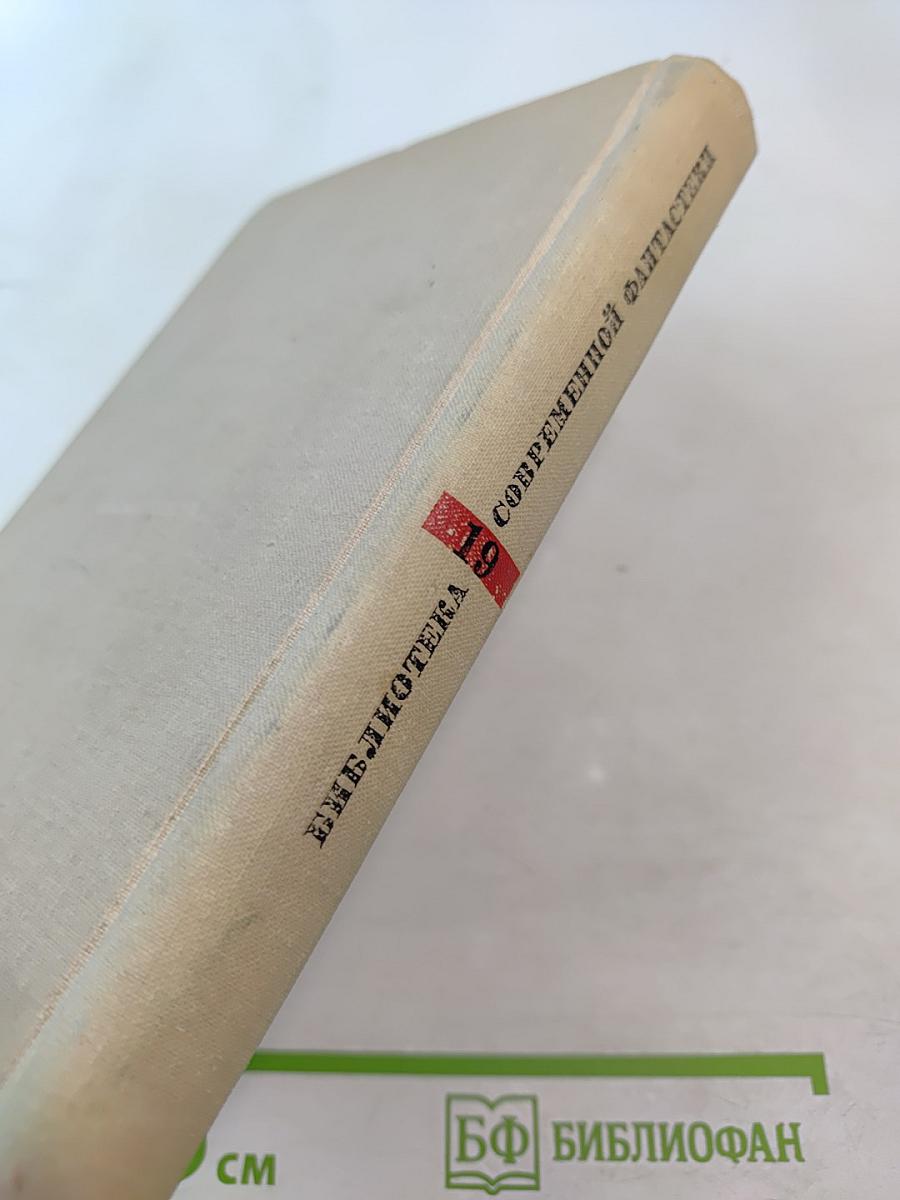 БИБЛИОТЕКА 19 СОВРЕМЕННОЙ ФАНТАСТИКИ
см
БФ БИБЛИОФАН